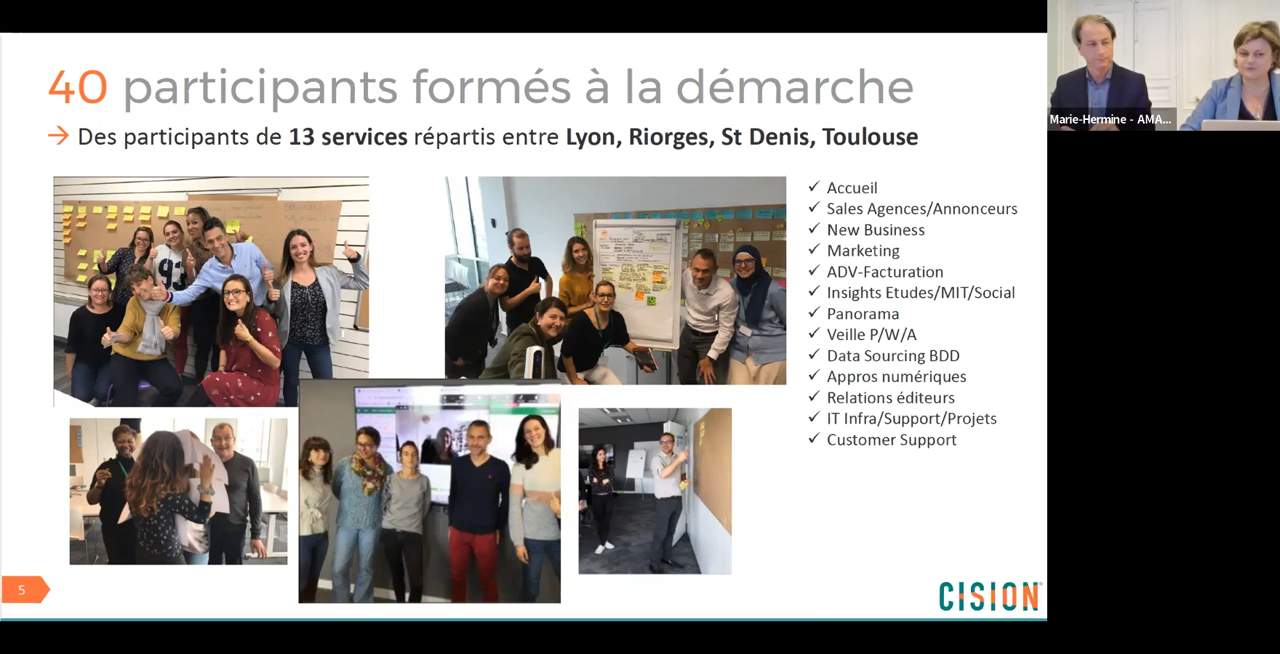 40 participants formés à la démarche
→ Des participants de 13 services répartis entre Lyon, Riorges, St Denis, Toulouse
✓ Accueil
✓ Sales Agences/Annonceurs
✓ New Business
✓ Marketing
✓ ADV-Facturation
✓ Insights Etudes/MIT/Social
✓ Panorama
✓ Veille P/W/A
✓ Data Sourcing BDD
✓ Appros numériques
✓ Relations éditeurs
✓ IT Infra/Support/Projets
✓ Customer Support
5
CISION
Marie-Hermine - AMA...